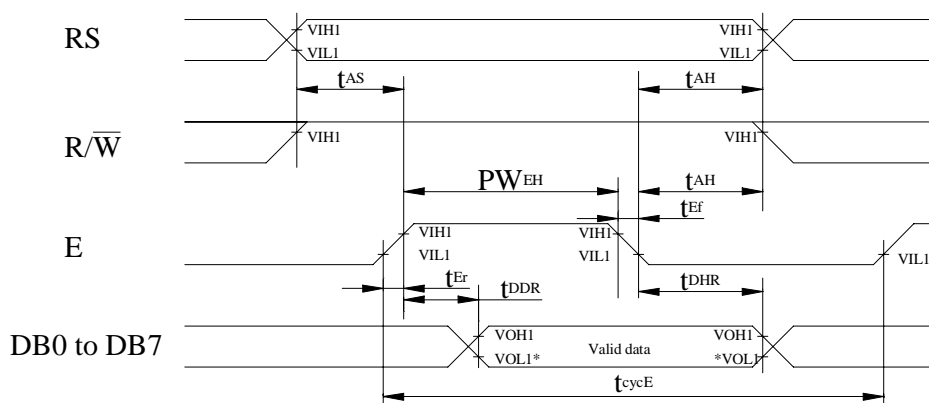 RS VIH1 VIL1 VIH1 VIL1
tAS tAH
R/W̅ VIH1 VIH1
PWEH tAH
tEf
E VIH1 VIL1 VIH1 VIL1 VIL1
tEr tDDR tDHR
DB0 to DB7 VOH1 VOL1* Valid data VOH1 *VOL1
tcycE